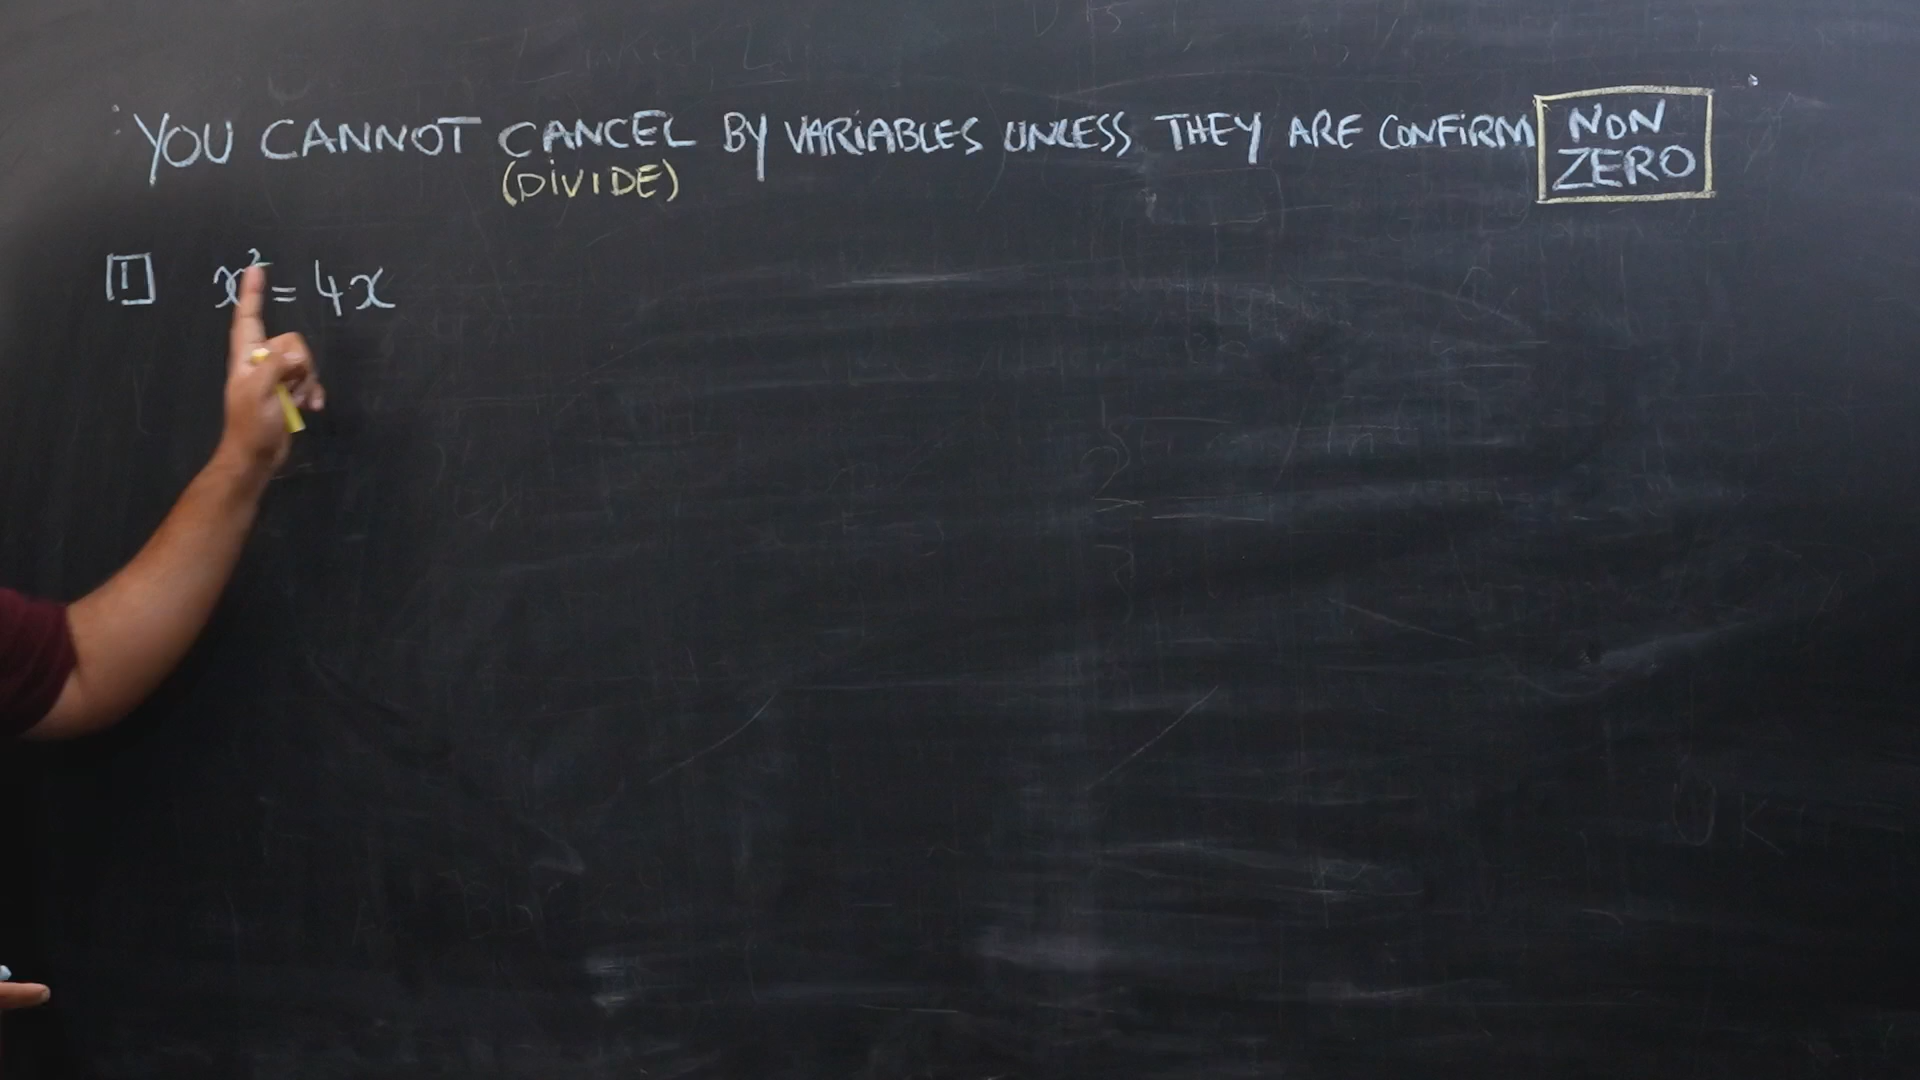 YOU CANNOT CANCEL BY VARIABLES UNLESS THEY ARE CONFIRM NON ZERO
(DIVIDE)
1 x² = 4x